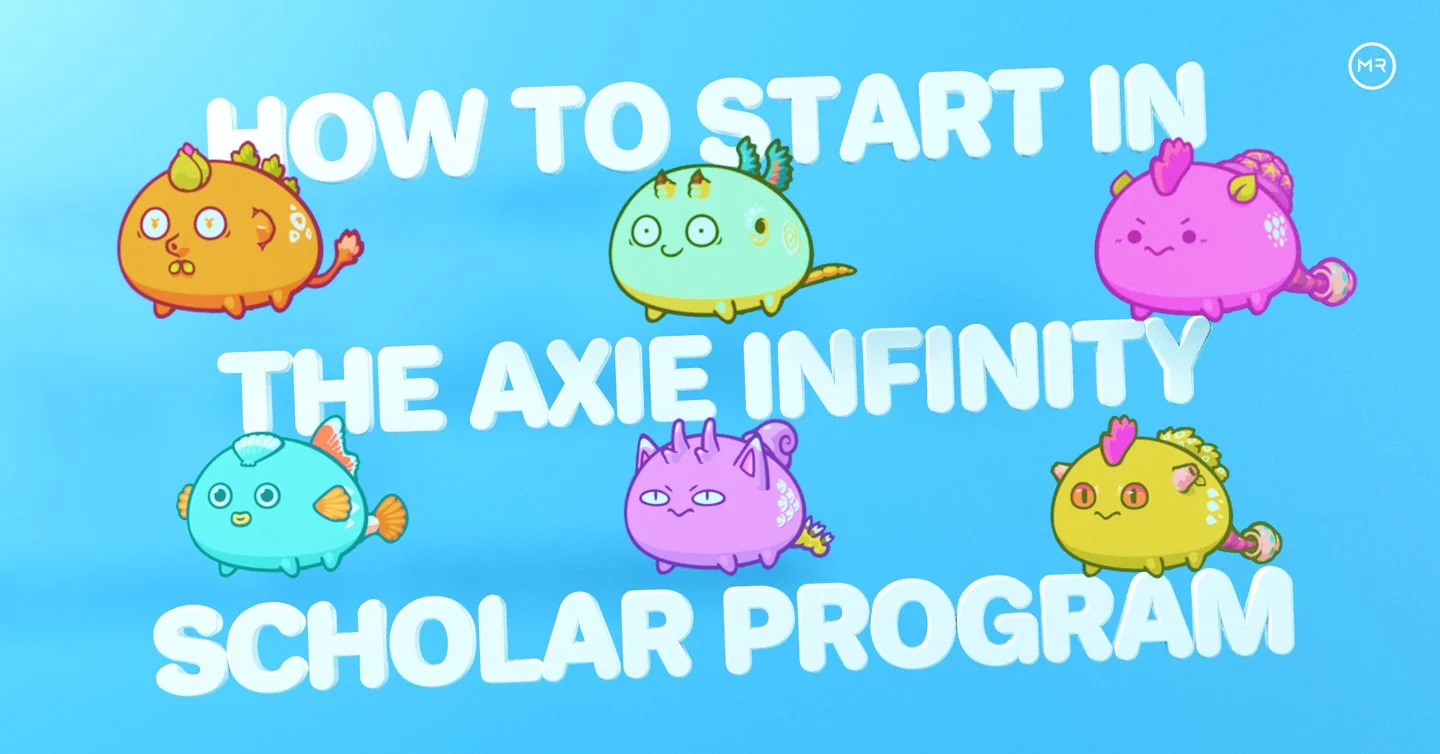 MR
HOW TO START IN
THE AXIE INFINITY
SCHOLAR PROGRAM